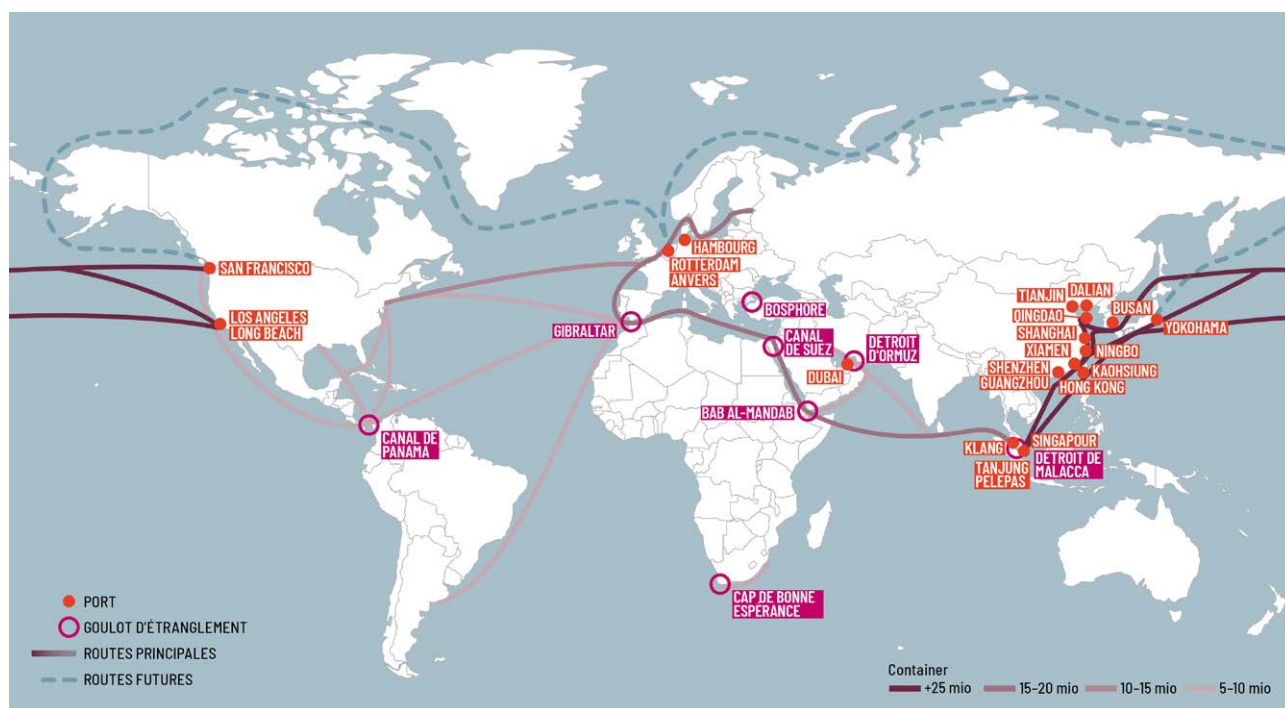 SAN FRANCISCO
LOS ANGELES
LONG BEACH
CANAL DE
PANAMA
HAMBOURG
ROTTERDAM
ANVERS
GIBRALTAR
BOSPHORE
CANAL
DE SUEZ
DETROIT
D'ORMUZ
DUBAI
BAB AL-MANDAB
CAP DE BONNE
ESPERANCE
TIANJIN
DALIAN
QINGDAO
BUSAN
SHANGHAI
YOKOHAMA
XIAMEN
NINGBO
SHENZHEN
KAOHSIUNG
GUANGZHOU
HONG KONG
KLANG
SINGAPOUR
TANJUNG
PELEPAS
DÉTROIT DE
MALACCA
PORT
GOULOT D'ÉTRANGLEMENT
ROUTES PRINCIPALES
ROUTES FUTURES
Container
+25 mio
15–20 mio
10–15 mio
5–10 mio